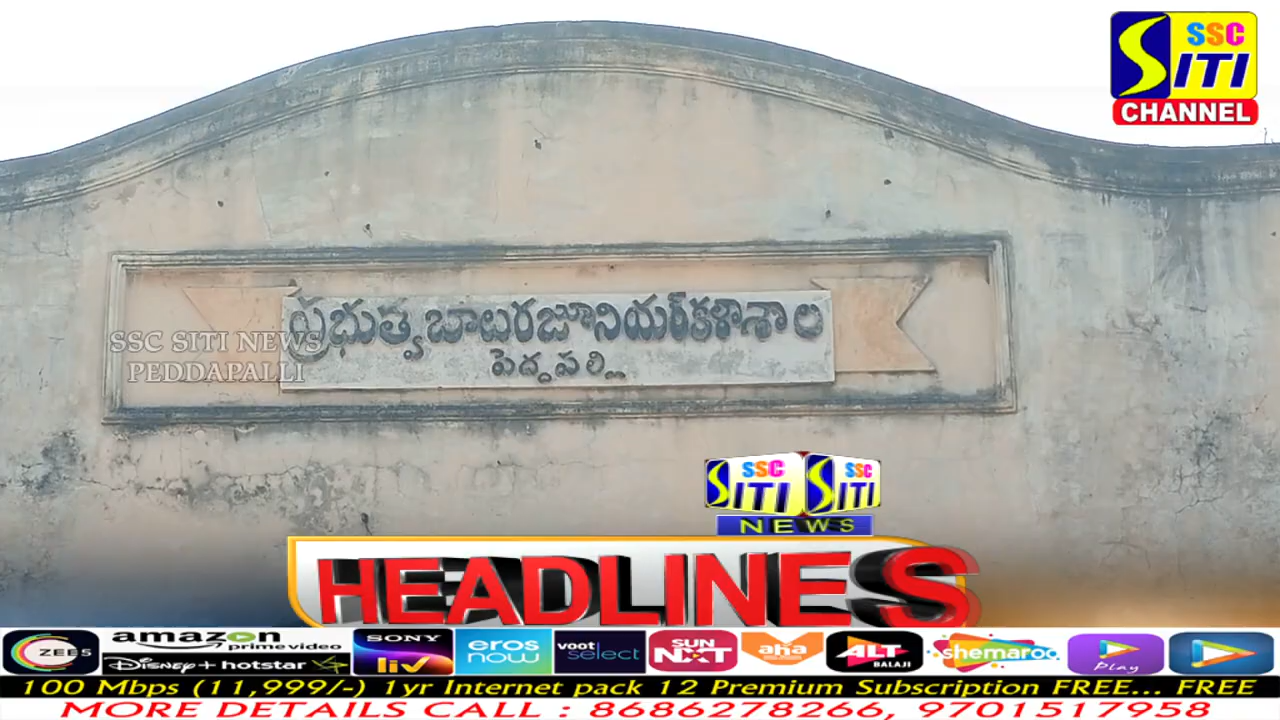 SSC
SITI
CHANNEL
ప్రభుత్వ బాలుర జూనియర్ కళాశాల
పెద్దపల్లి
SSC SITI NEWS
PEDDAPALLI
SSC SSC
SITI SITI
NEWS
HEADLINES
ZEE5
amazon
prime video
Disney+ hotstar
SONY
liv
eros
now
voot
select
SUN
NXT
aha
ALT
BALAJI
shemaroo
Play
100 Mbps (11,999/-) 1yr Internet pack 12 Premium Subscription FREE... FREE
MORE DETAILS CALL : 8686278266, 9701517958